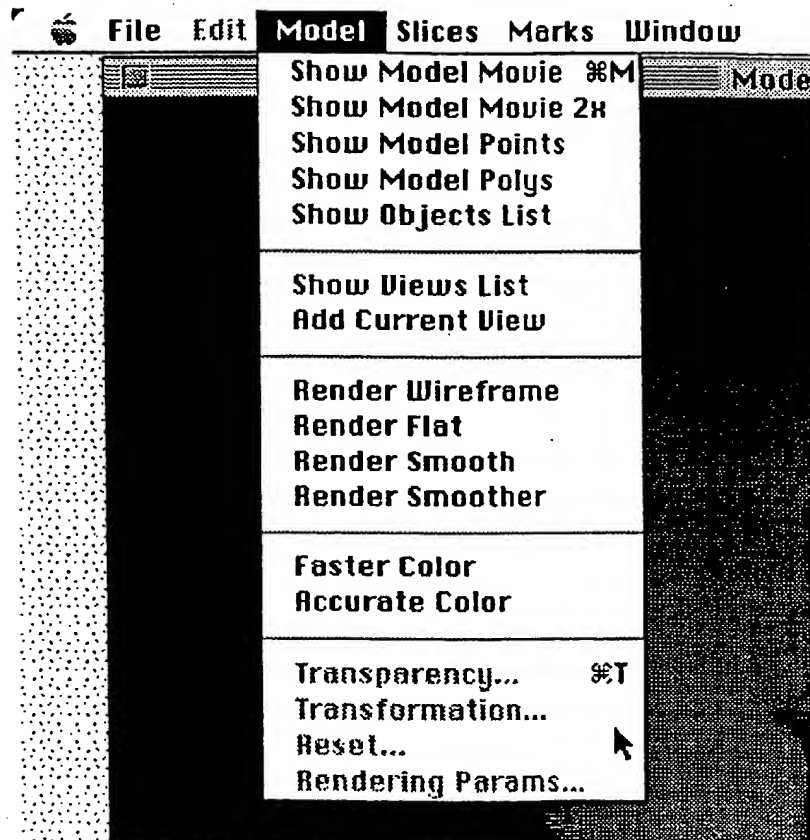 File Edit Model Slices Marks Window
Mode
Show Model Movie ⌘M
Show Model Movie 2x
Show Model Points
Show Model Polys
Show Objects List
Show Views List
Add Current View
Render Wireframe
Render Flat
Render Smooth
Render Smoother
Faster Color
Accurate Color
Transparency... ⌘T
Transformation...
Reset...
Rendering Params...